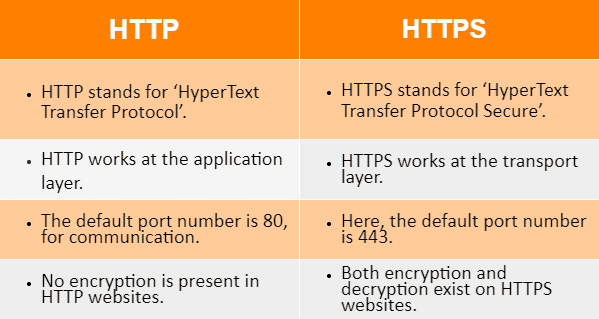 HTTP
HTTPS
• HTTP stands for ‘HyperText
Transfer Protocol’.
• HTTPS stands for ‘HyperText
Transfer Protocol Secure’.
• HTTP works at the application
layer.
• HTTPS works at the transport
layer.
• The default port number is 80,
for communication.
• Here, the default port number
is 443.
• No encryption is present in
HTTP websites.
• Both encryption and
decryption exist on HTTPS
websites.